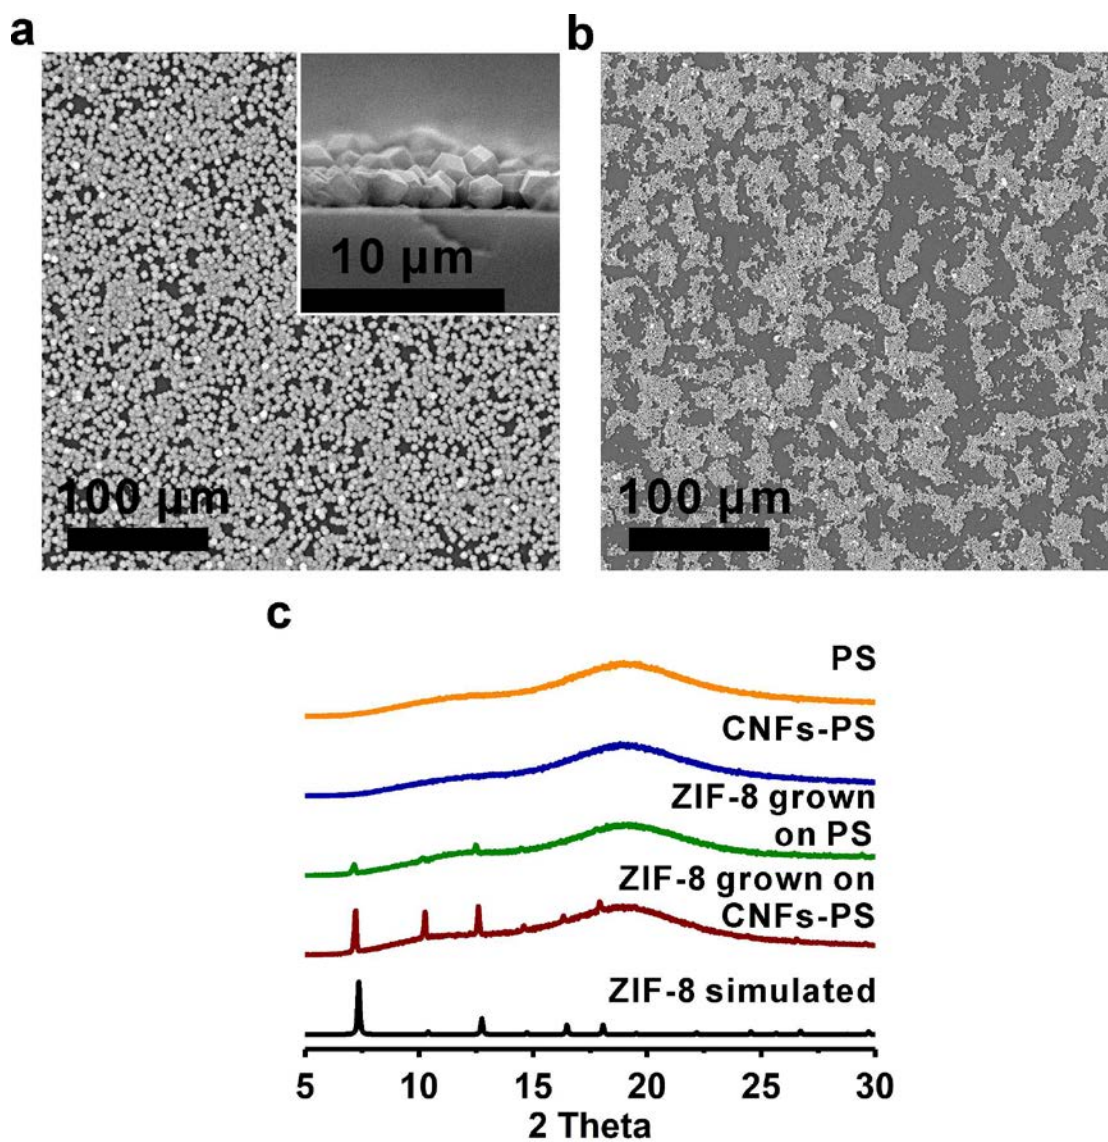 a
b
10 μm
100 μm
100 μm
c
PS
CNFs-PS
ZIF-8 grown
on PS
ZIF-8 grown on
CNFs-PS
ZIF-8 simulated
5 10 15 20 25 30
2 Theta